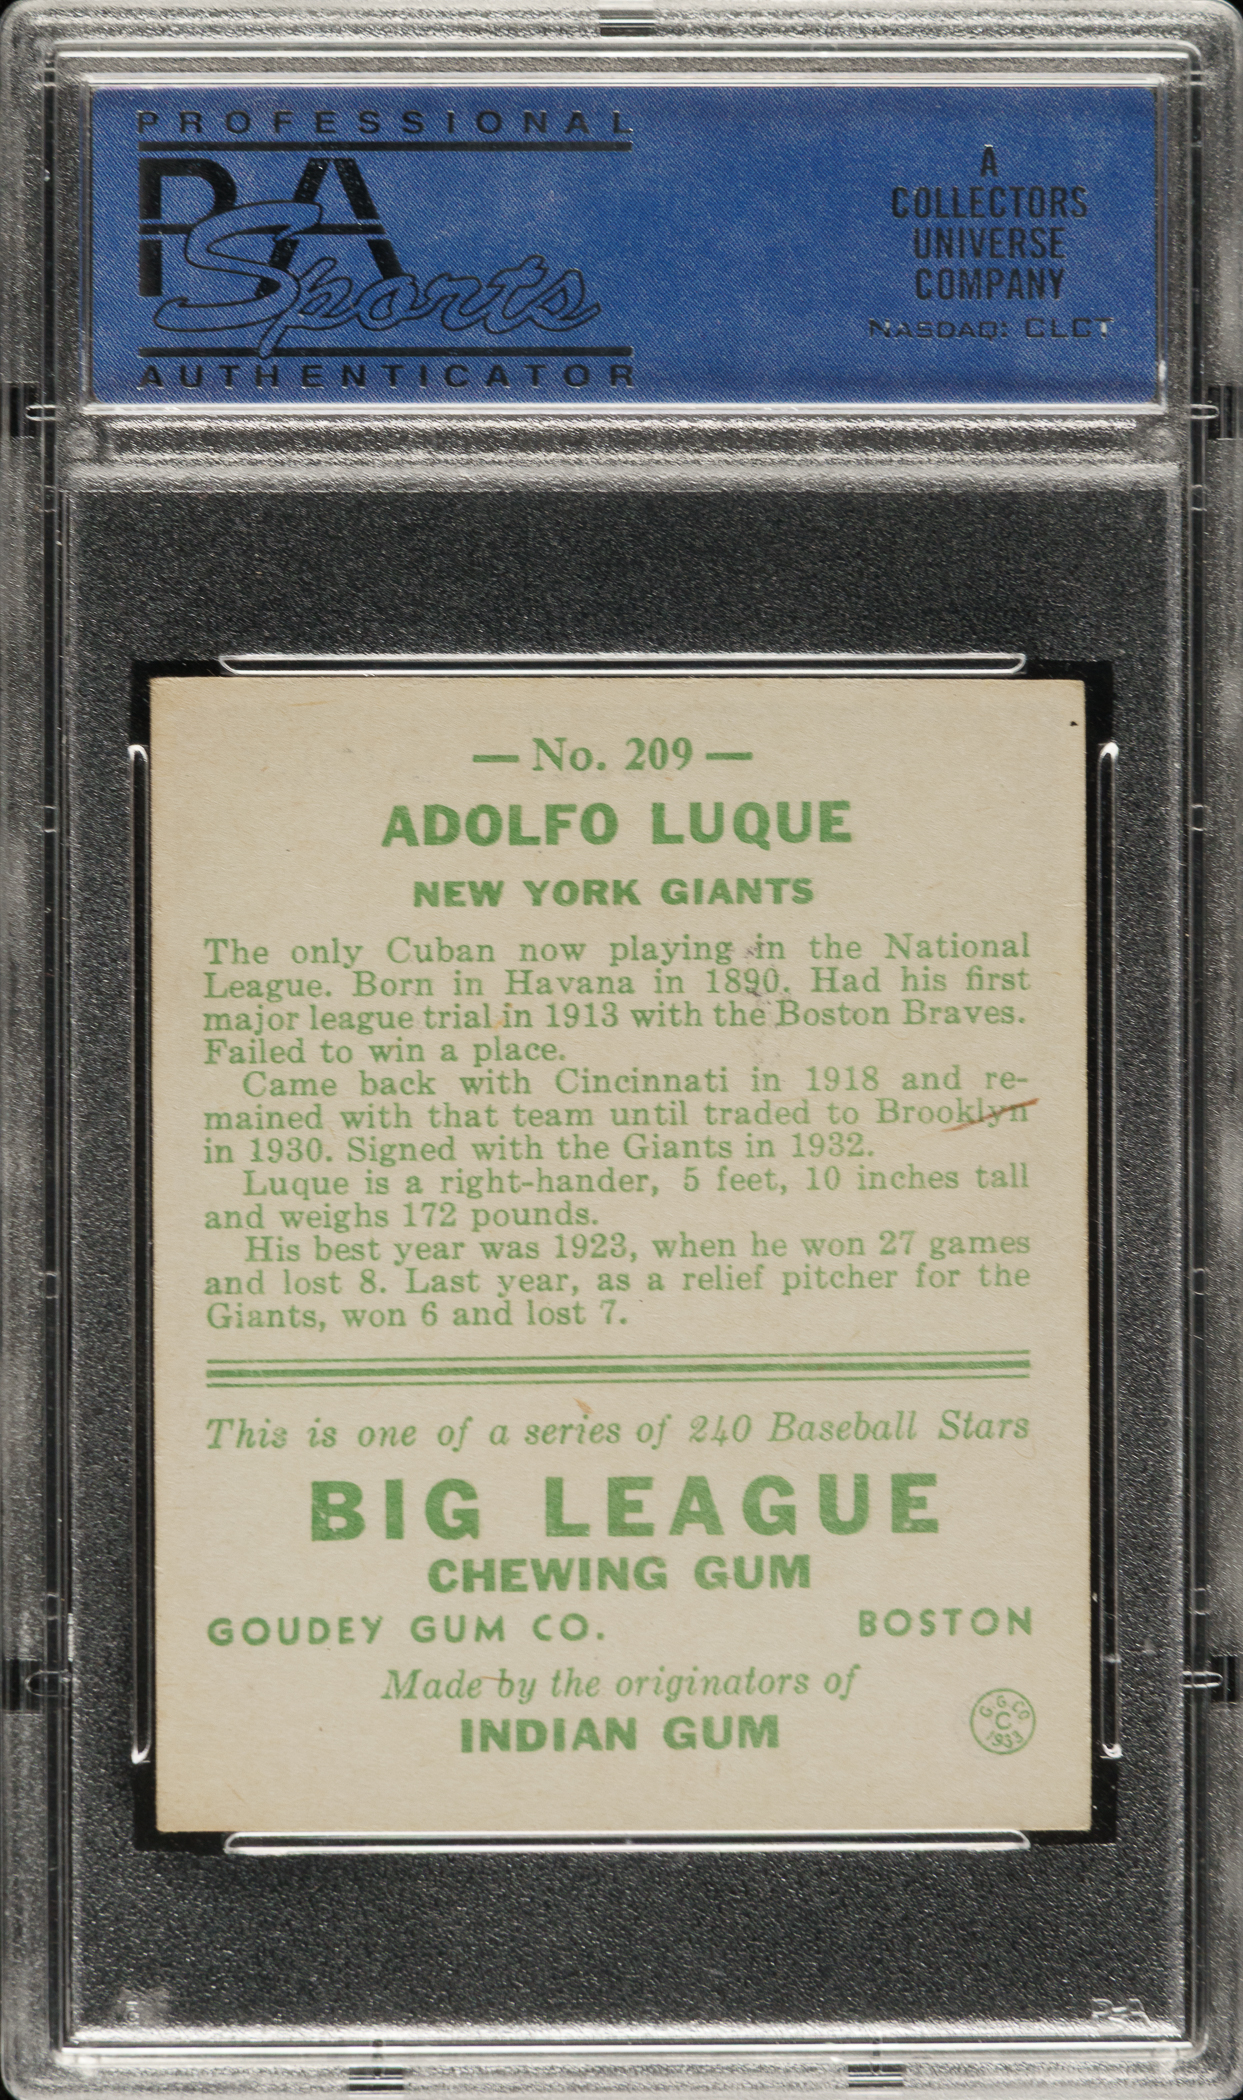 PROFESSIONAL
PSA
Sports
AUTHENTICATOR
A
COLLECTORS
UNIVERSE
COMPANY
NASDAQ: CLCT
— No. 209 —
ADOLFO LUQUE
NEW YORK GIANTS
The only Cuban now playing in the National
League. Born in Havana in 1890. Had his first
major league trial in 1913 with the Boston Braves.
Failed to win a place.
Came back with Cincinnati in 1918 and re-
mained with that team until traded to Brooklyn
in 1930. Signed with the Giants in 1932.
Luque is a right-hander, 5 feet, 10 inches tall
and weighs 172 pounds.
His best year was 1923, when he won 27 games
and lost 8. Last year, as a relief pitcher for the
Giants, won 6 and lost 7.
This is one of a series of 240 Baseball Stars
BIG LEAGUE
CHEWING GUM
GOUDEY GUM CO. BOSTON
Made by the originators of
INDIAN GUM
G. G. CO
C
1933
PSA